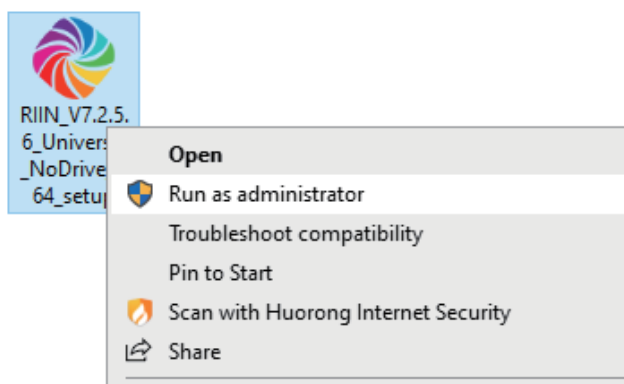 RIIN_V7.2.5.
6_Univers
_NoDrive
64_setup
Open
Run as administrator
Troubleshoot compatibility
Pin to Start
Scan with Huorong Internet Security
Share